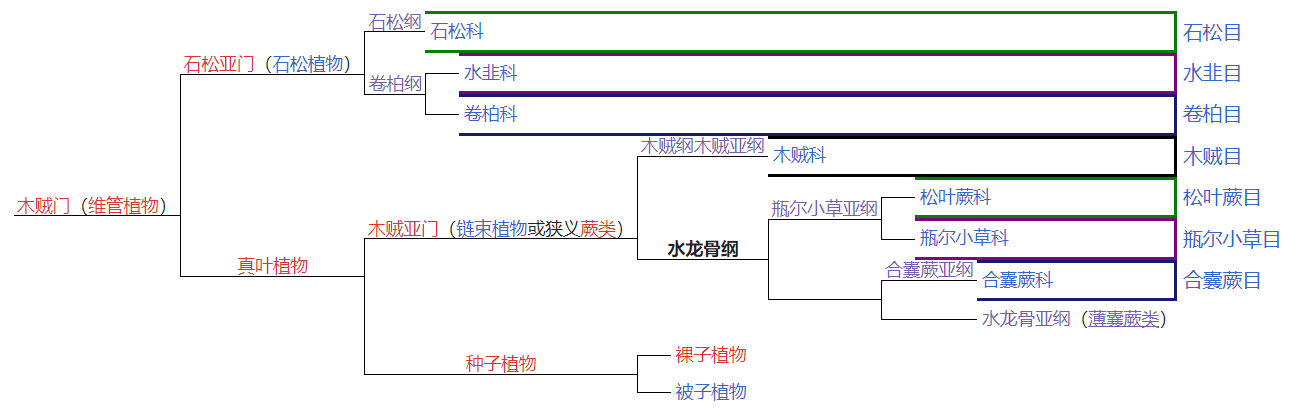 石松纲
石松科
石松目
石松亚门（石松植物）
卷柏纲
水韭科
水韭目
卷柏科
卷柏目
木贼纲木贼亚纲
木贼科
木贼目
木贼门（维管植物）
松叶蕨科
松叶蕨目
瓶尔小草亚纲
木贼亚门（链束植物或狭义蕨类）
瓶尔小草科
瓶尔小草目
水龙骨纲
真叶植物
合囊蕨亚纲
合囊蕨科
合囊蕨目
水龙骨亚纲（薄囊蕨类）
种子植物
裸子植物
被子植物